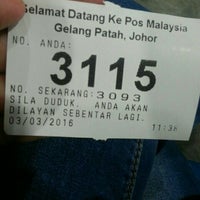 Selamat Datang Ke Pos Malaysia
Gelang Patah, Johor
NO. ANDA:
3115
NO. SEKARANG:3093
SILA DUDUK. ANDA AKAN
DILAYAN SEBENTAR LAGI.
03/03/2016 11:36